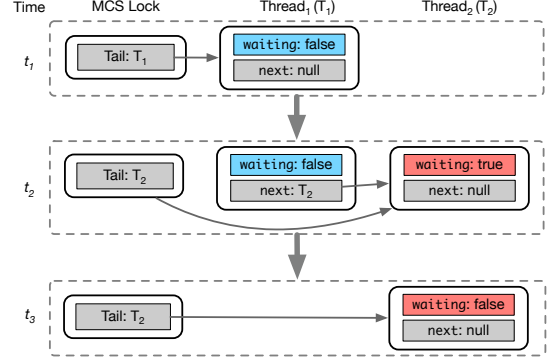 Time MCS Lock Thread₁ (T₁) Thread₂ (T₂)
t₁
Tail: T₁
waiting: false
next: null
t₂
Tail: T₂
waiting: false
next: T₂
waiting: true
next: null
t₃
Tail: T₂
waiting: false
next: null